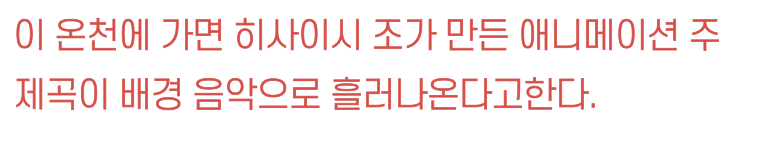 이 온천에 가면 히사이시 조가 만든 애니메이션 주
제곡이 배경 음악으로 흘러나온다고한다.